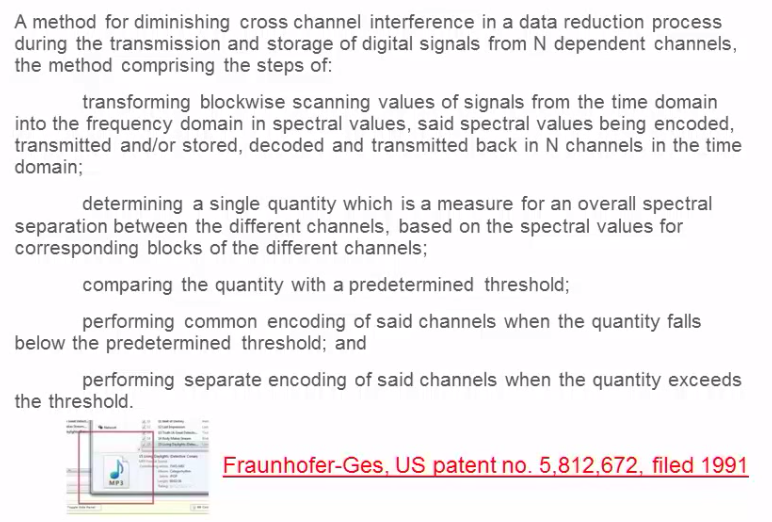 A method for diminishing cross channel interference in a data reduction process
during the transmission and storage of digital signals from N dependent channels,
the method comprising the steps of:
transforming blockwise scanning values of signals from the time domain
into the frequency domain in spectral values, said spectral values being encoded,
transmitted and/or stored, decoded and transmitted back in N channels in the time
domain;
determining a single quantity which is a measure for an overall spectral
separation between the different channels, based on the spectral values for
corresponding blocks of the different channels;
comparing the quantity with a predetermined threshold;
performing common encoding of said channels when the quantity falls
below the predetermined threshold; and
performing separate encoding of said channels when the quantity exceeds
the threshold.
MP3
Fraunhofer-Ges, US patent no. 5,812,672, filed 1991